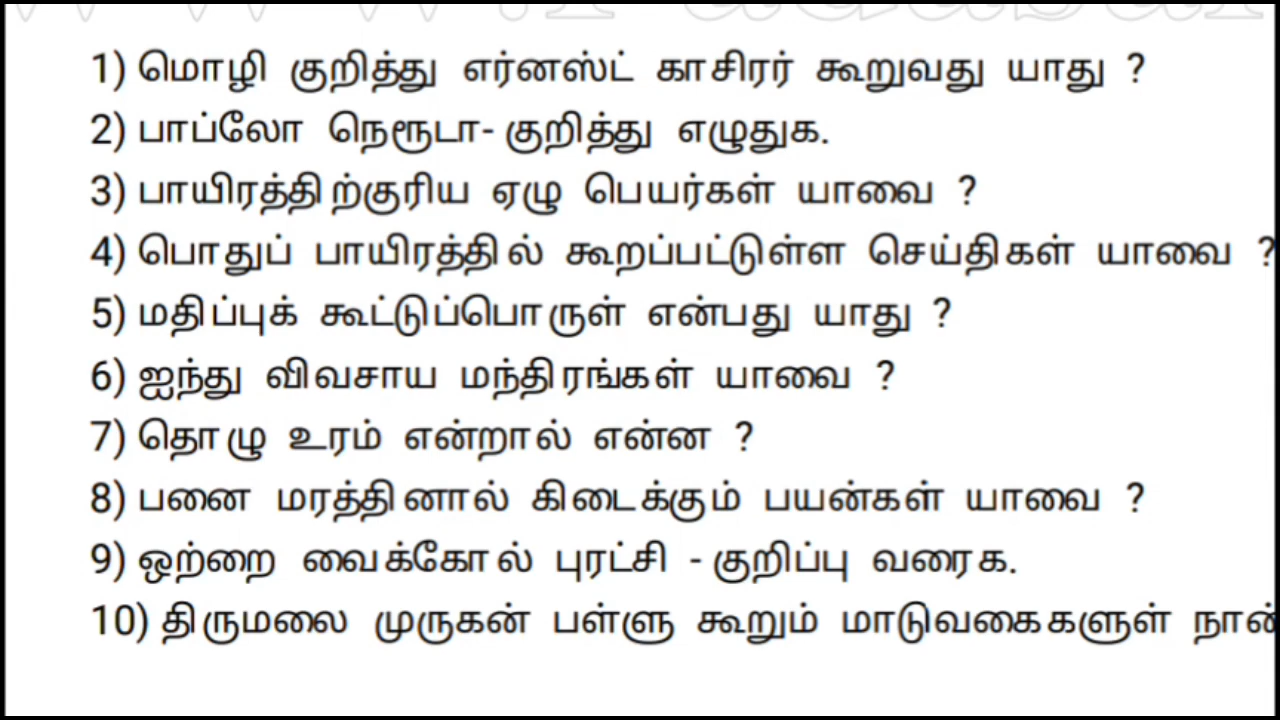 1) மொழி குறித்து எர்னஸ்ட் காசிரர் கூறுவது யாது ?
2) பாப்லோ நெரூடா- குறித்து எழுதுக.
3) பாயிரத்திற்குரிய ஏழு பெயர்கள் யாவை ?
4) பொதுப் பாயிரத்தில் கூறப்பட்டுள்ள செய்திகள் யாவை ?
5) மதிப்புக் கூட்டுப்பொருள் என்பது யாது ?
6) ஐந்து விவசாய மந்திரங்கள் யாவை ?
7) தொழு உரம் என்றால் என்ன ?
8) பனை மரத்தினால் கிடைக்கும் பயன்கள் யாவை ?
9) ஒற்றை வைக்கோல் புரட்சி - குறிப்பு வரைக.
10) திருமலை முருகன் பள்ளு கூறும் மாடுவகைகளுள்